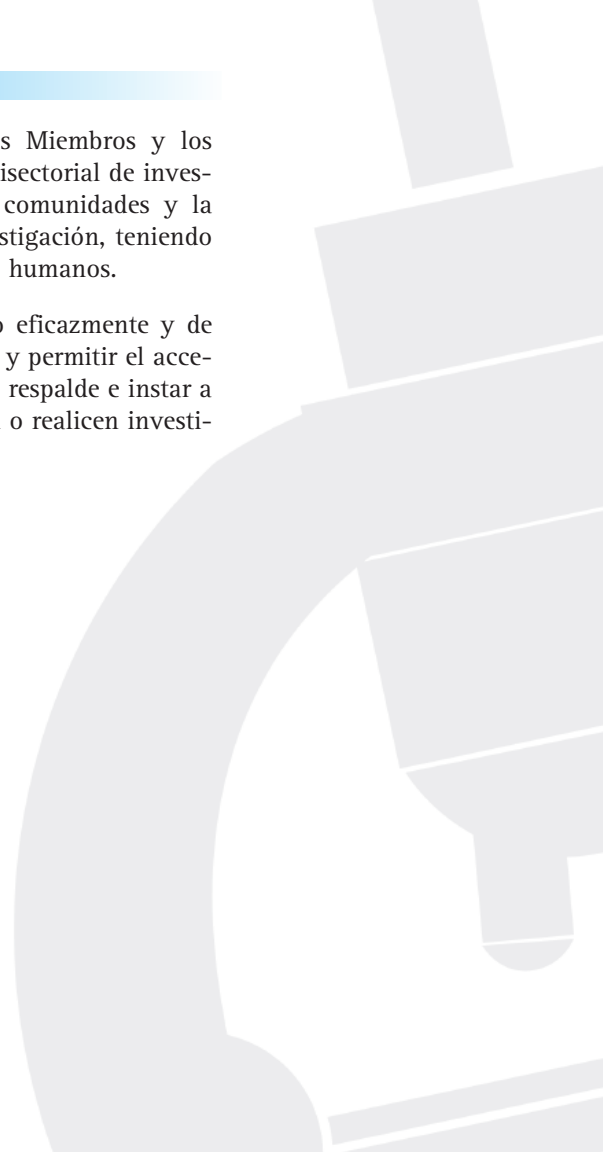 s Miembros y los
isectorial de inves-
comunidades y la
stigación, teniendo
humanos.
o eficazmente y de
y permitir el acce-
respalde e instar a
o realicen investi-